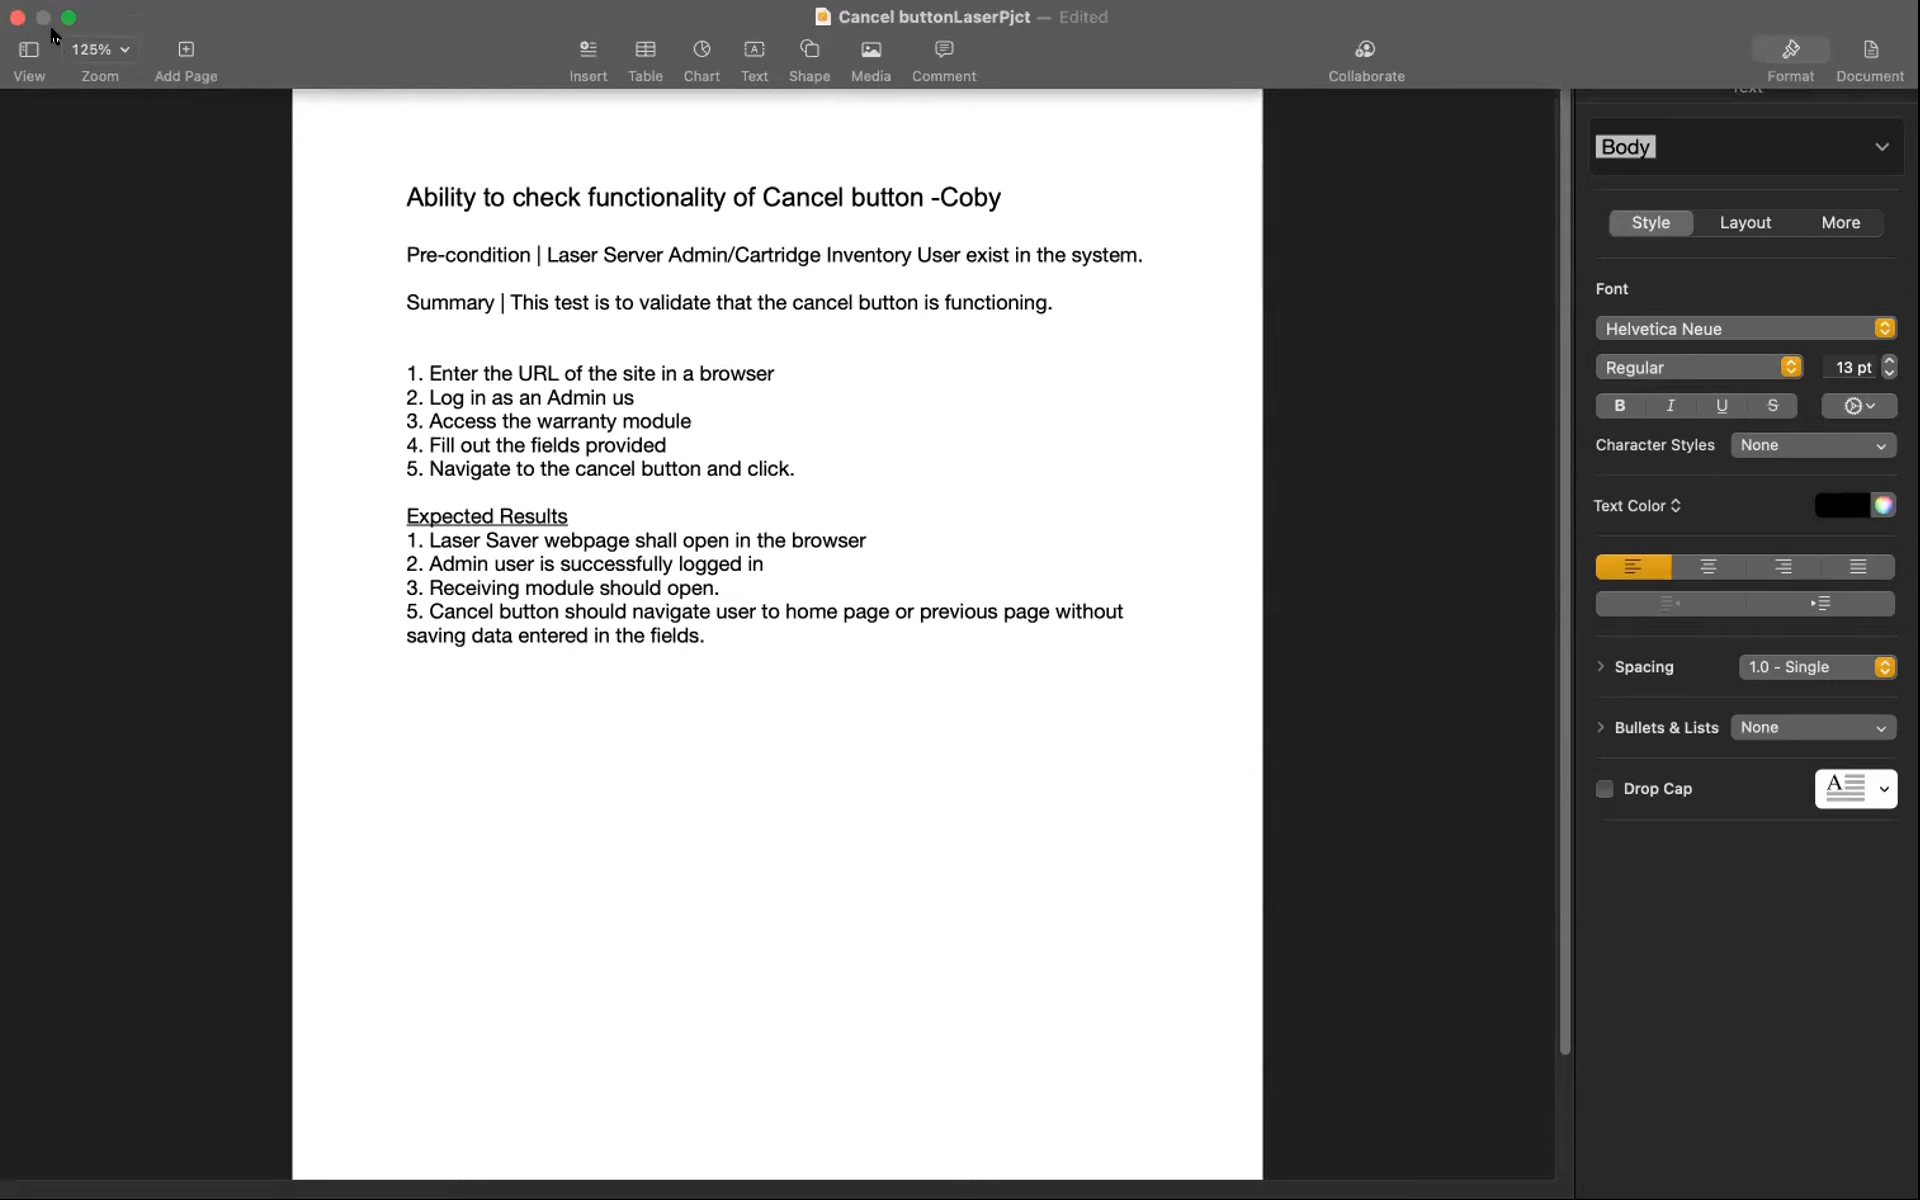 Cancel buttonLaserPjct — Edited
125%
View Zoom Add Page Insert Table Chart Text Shape Media Comment Collaborate Format Document
Text
Body
Ability to check functionality of Cancel button -Coby
Style Layout More
Pre-condition | Laser Server Admin/Cartridge Inventory User exist in the system.
Font
Summary | This test is to validate that the cancel button is functioning.
Helvetica Neue
1. Enter the URL of the site in a browser
Regular 13 pt
2. Log in as an Admin us
B I U S
3. Access the warranty module
4. Fill out the fields provided
Character Styles None
5. Navigate to the cancel button and click.
Text Color
Expected Results
1. Laser Saver webpage shall open in the browser
2. Admin user is successfully logged in
3. Receiving module should open.
5. Cancel button should navigate user to home page or previous page without
saving data entered in the fields.
Spacing 1.0 - Single
Bullets & Lists None
Drop Cap A